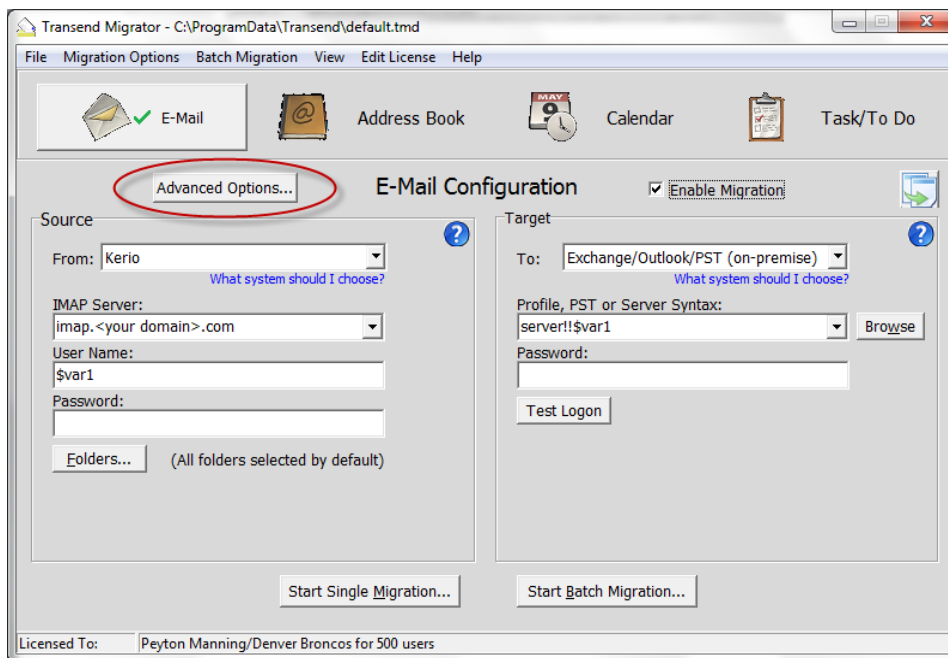 Transend Migrator - C:\ProgramData\Transend\default.tmd
File Migration Options Batch Migration View Edit License Help
E-Mail
@
Address Book
MAY
9
Calendar
Task/To Do
Advanced Options...
E-Mail Configuration
Enable Migration
Source
?
From: Kerio
What system should I choose?
IMAP Server:
imap.<your domain>.com
User Name:
$var1
Password:
Folders... (All folders selected by default)
Target
?
To: Exchange/Outlook/PST (on-premise)
What system should I choose?
Profile, PST or Server Syntax:
server!!$var1
Browse
Password:
Test Logon
Start Single Migration...
Start Batch Migration...
Licensed To: Peyton Manning/Denver Broncos for 500 users